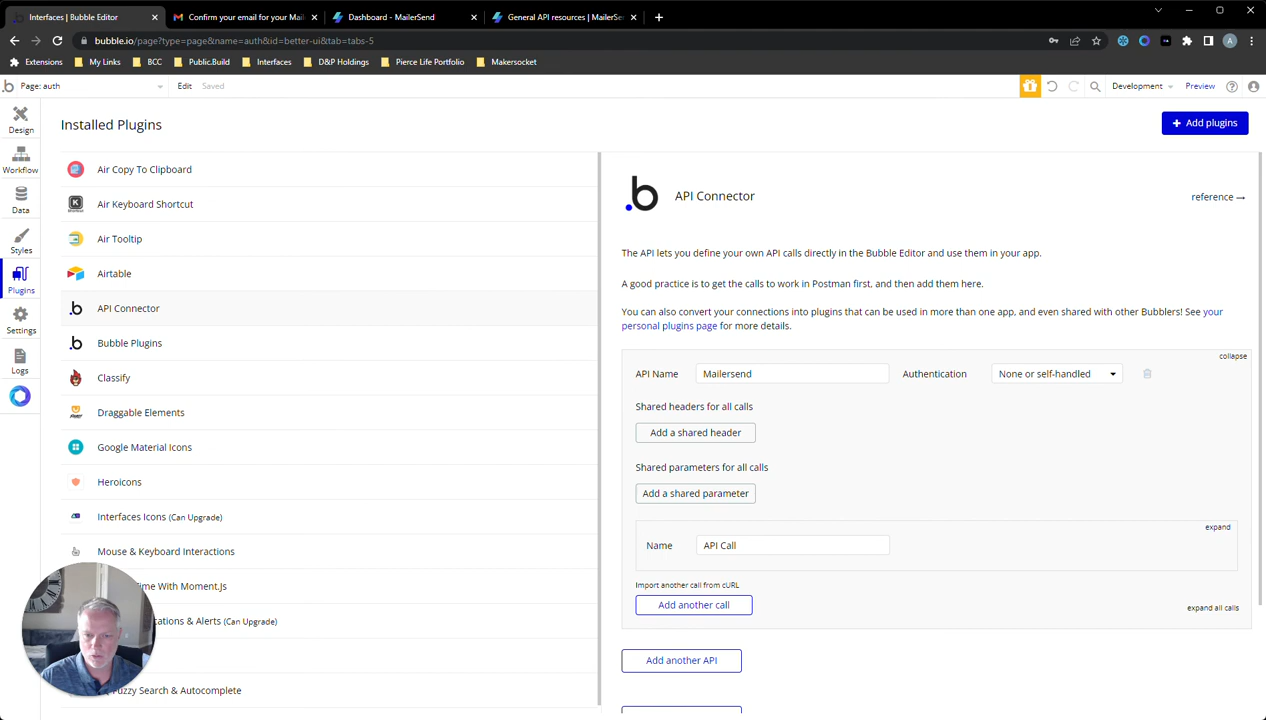 Interfaces | Bubble Editor
Confirm your email for your Mail
Dashboard - MailerSend
General API resources | MailerSe
bubble.io/page?type=page&name=auth&id=better-ui&tab=tabs-5
A
Extensions
My Links
BCC
Public.Build
Interfaces
D&P Holdings
Pierce Life Portfolio
Makersocket
Page: auth
Edit
Saved
Development
Preview
Design
Workflow
Data
Styles
Plugins
Settings
Logs
Installed Plugins
Add plugins
Air Copy To Clipboard
Air Keyboard Shortcut
Air Tooltip
Airtable
API Connector
Bubble Plugins
Classify
Draggable Elements
Google Material Icons
Heroicons
Interfaces Icons (Can Upgrade)
Mouse & Keyboard Interactions
ime With Moment.Js
cations & Alerts (Can Upgrade)
Fuzzy Search & Autocomplete
API Connector
reference →
The API lets you define your own API calls directly in the Bubble Editor and use them in your app.
A good practice is to get the calls to work in Postman first, and then add them here.
You can also convert your connections into plugins that can be used in more than one app, and even shared with other Bubblers! See your
personal plugins page for more details.
collapse
API Name
Mailersend
Authentication
None or self-handled
Shared headers for all calls
Add a shared header
Shared parameters for all calls
Add a shared parameter
expand
Name
API Call
Import another call from cURL
Add another call
expand all calls
Add another API